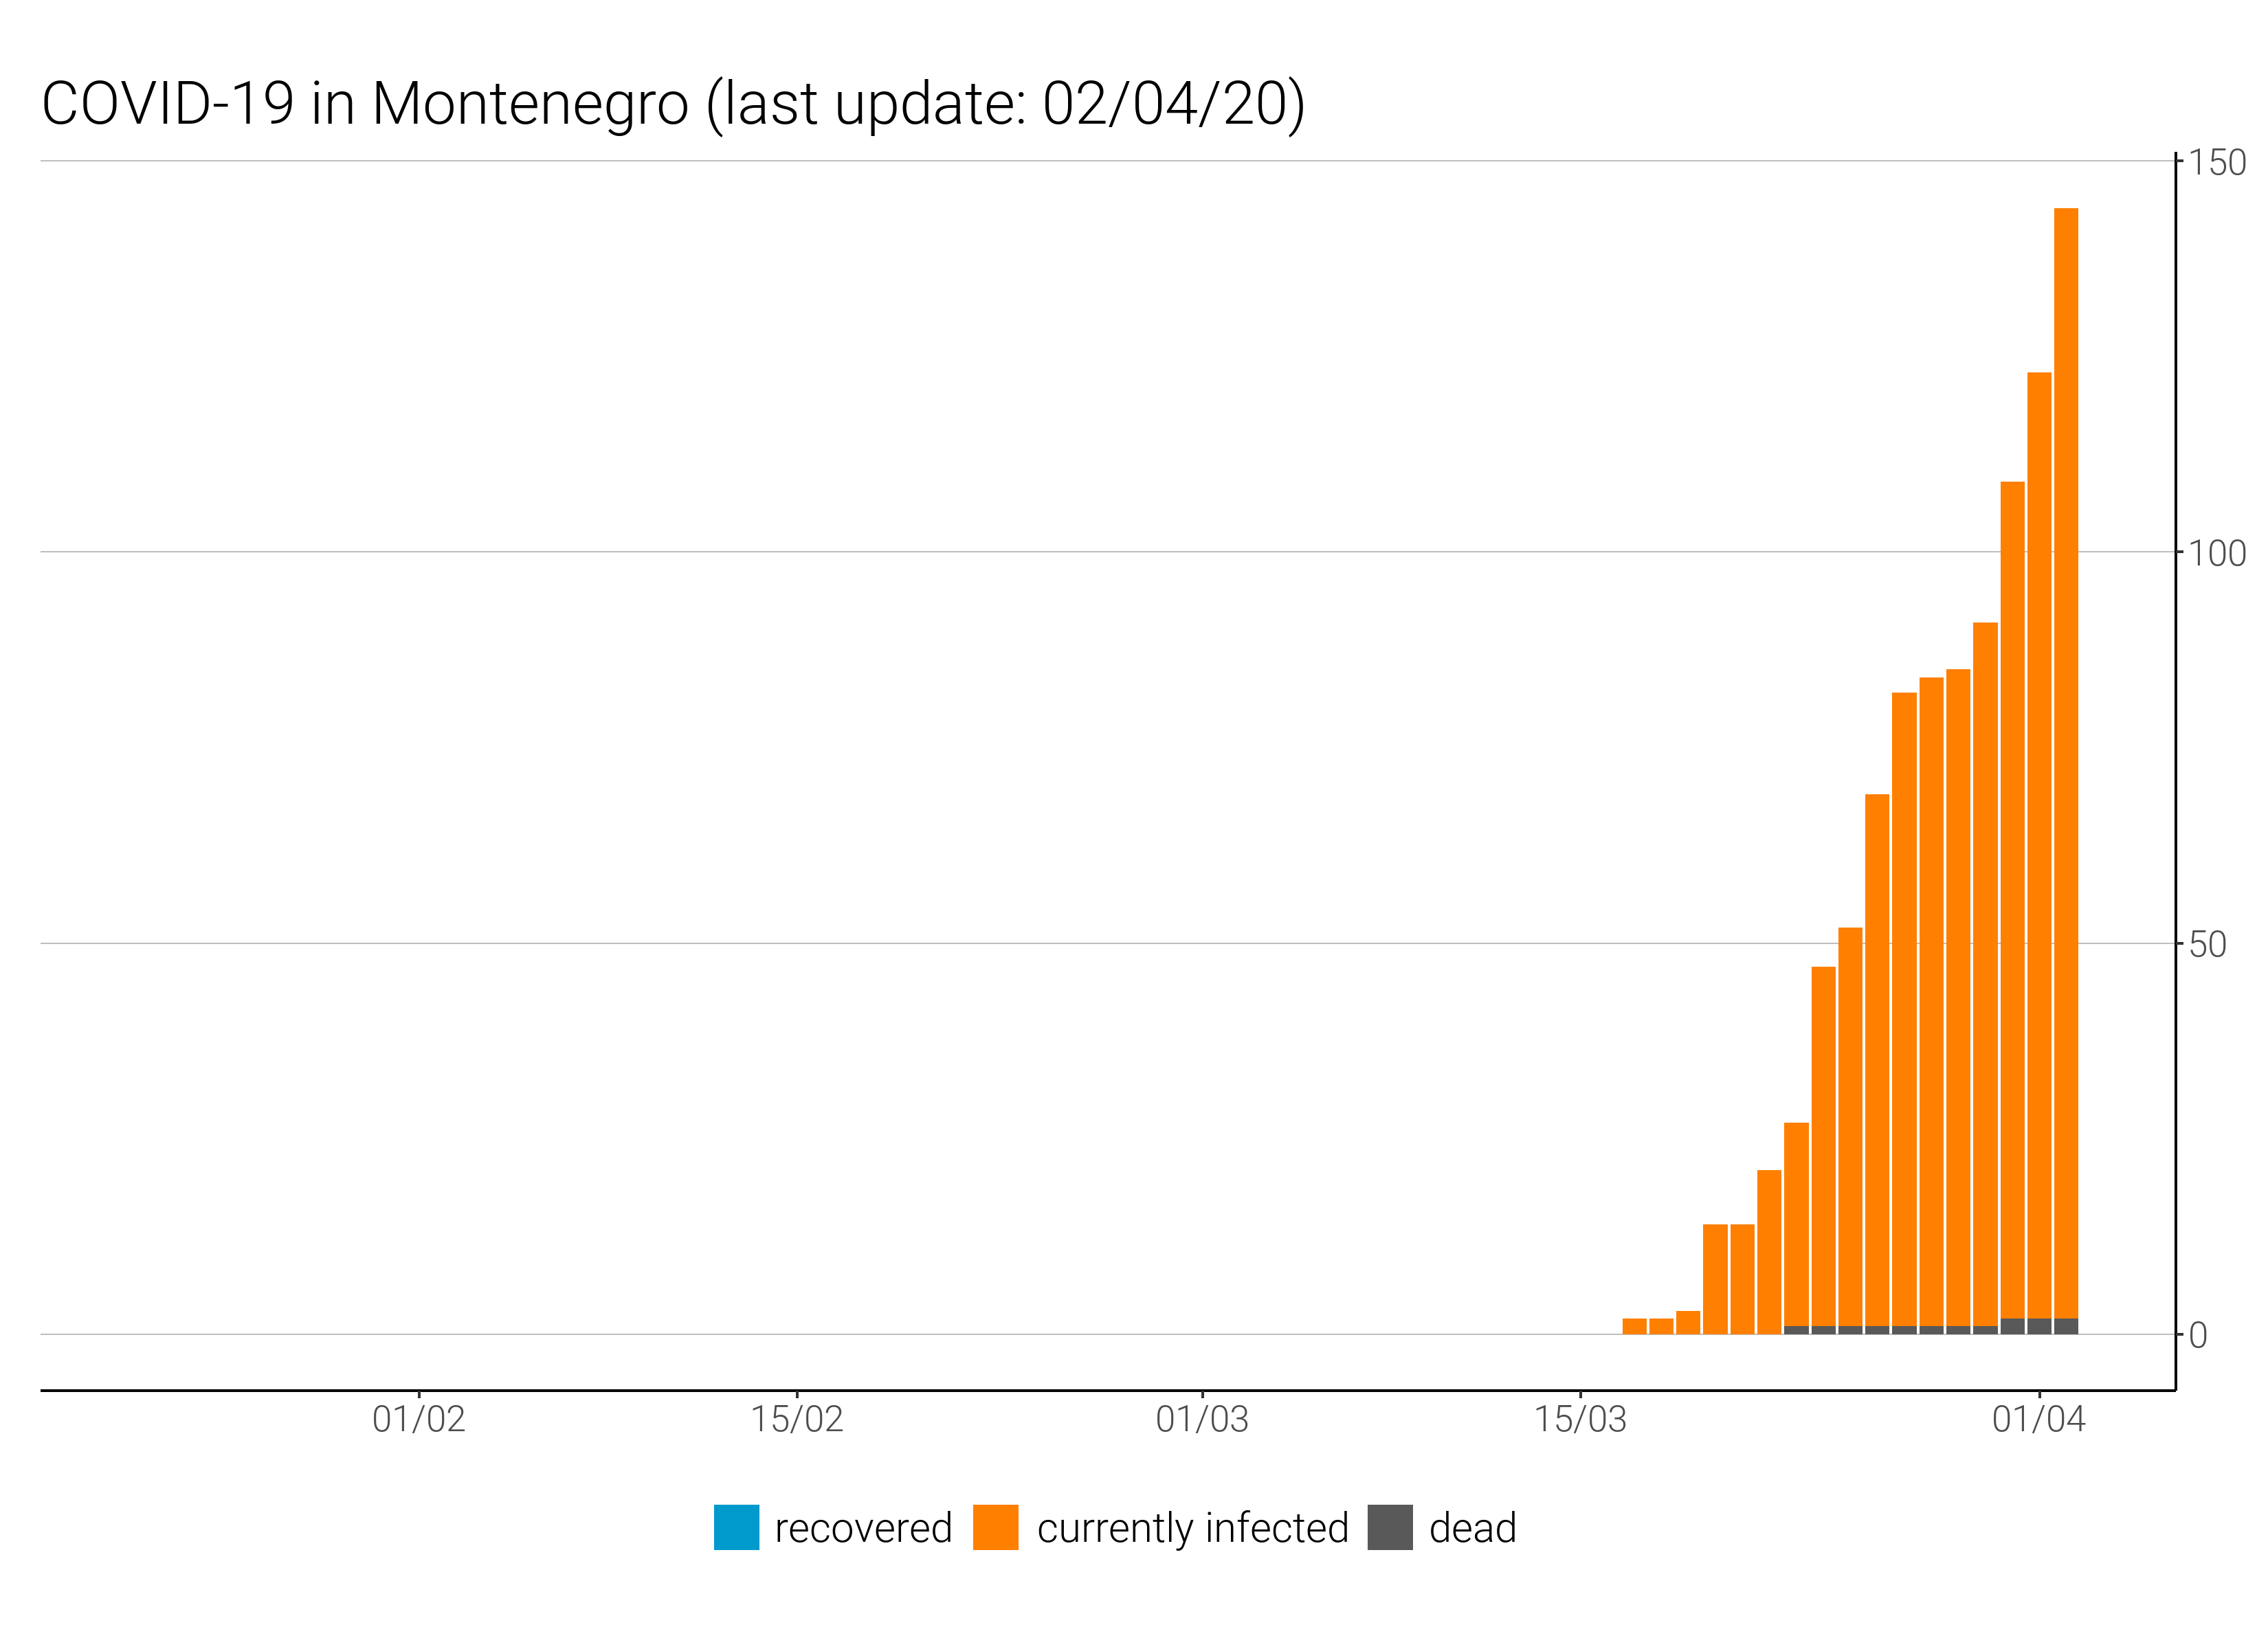 COVID-19 in Montenegro (last update: 02/04/20)
150
100
50
0
01/02 15/02 01/03 15/03 01/04
recovered currently infected dead